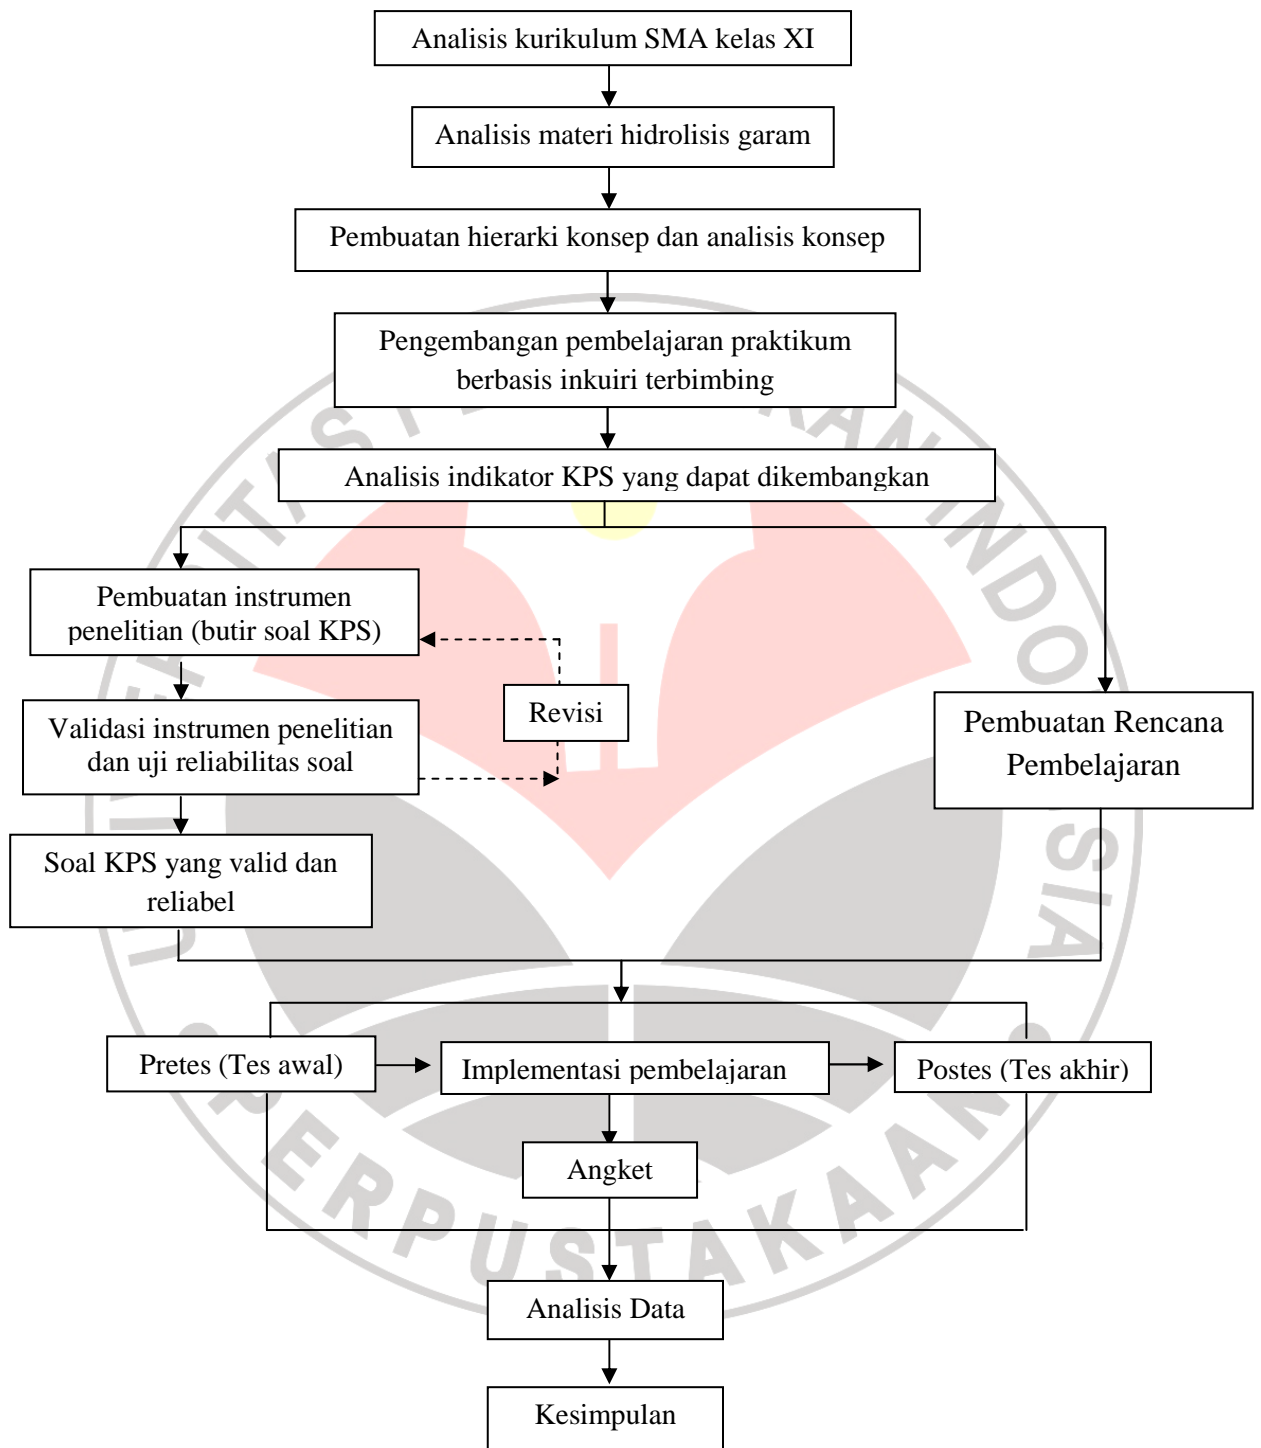 Analisis kurikulum SMA kelas XI
Analisis materi hidrolisis garam
Pembuatan hierarki konsep dan analisis konsep
Pengembangan pembelajaran praktikum
berbasis inkuiri terbimbing
Analisis indikator KPS yang dapat dikembangkan
Pembuatan instrumen
penelitian (butir soal KPS)
Revisi
Validasi instrumen penelitian
dan uji reliabilitas soal
Pembuatan Rencana
Pembelajaran
Soal KPS yang valid dan
reliabel
Pretes (Tes awal)
Implementasi pembelajaran
Postes (Tes akhir)
Angket
Analisis Data
Kesimpulan
PERPUSTAKAAN